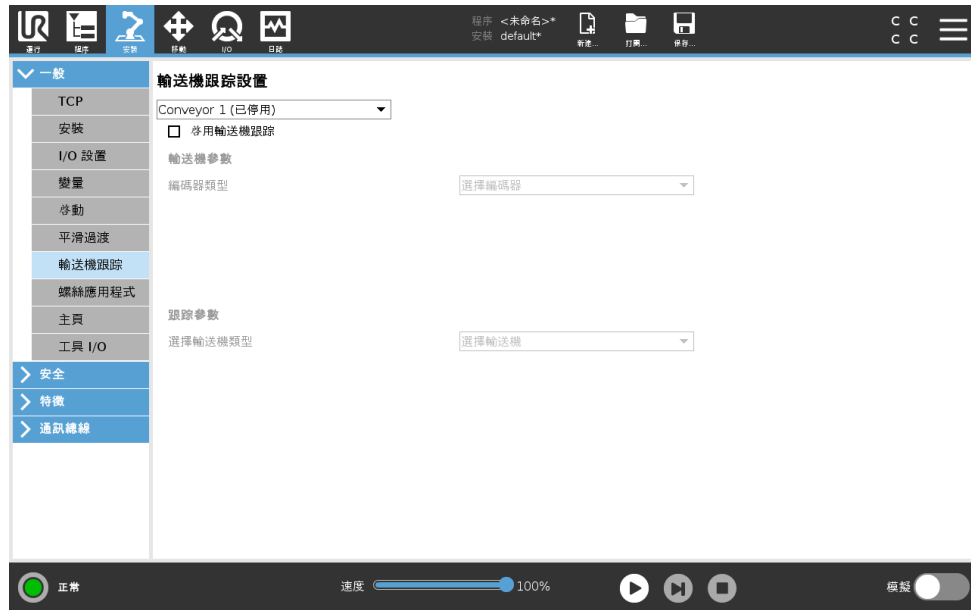 程序 <未命名>*
安裝 default*
運行 程序 安裝 移動 I/O 日誌 新建... 打開... 保存...
C C
C C
一般
TCP
安裝
I/O 設置
變量
啓動
平滑過渡
輸送機跟踪
螺絲應用程式
主頁
工具 I/O
安全
特徵
通訊總線
輸送機跟踪設置
Conveyor 1 (已停用)
啓用輸送機跟踪
輸送機參數
編碼器類型 選擇編碼器
跟踪參數
選擇輸送機類型 選擇輸送機
正常 速度 100% 模擬